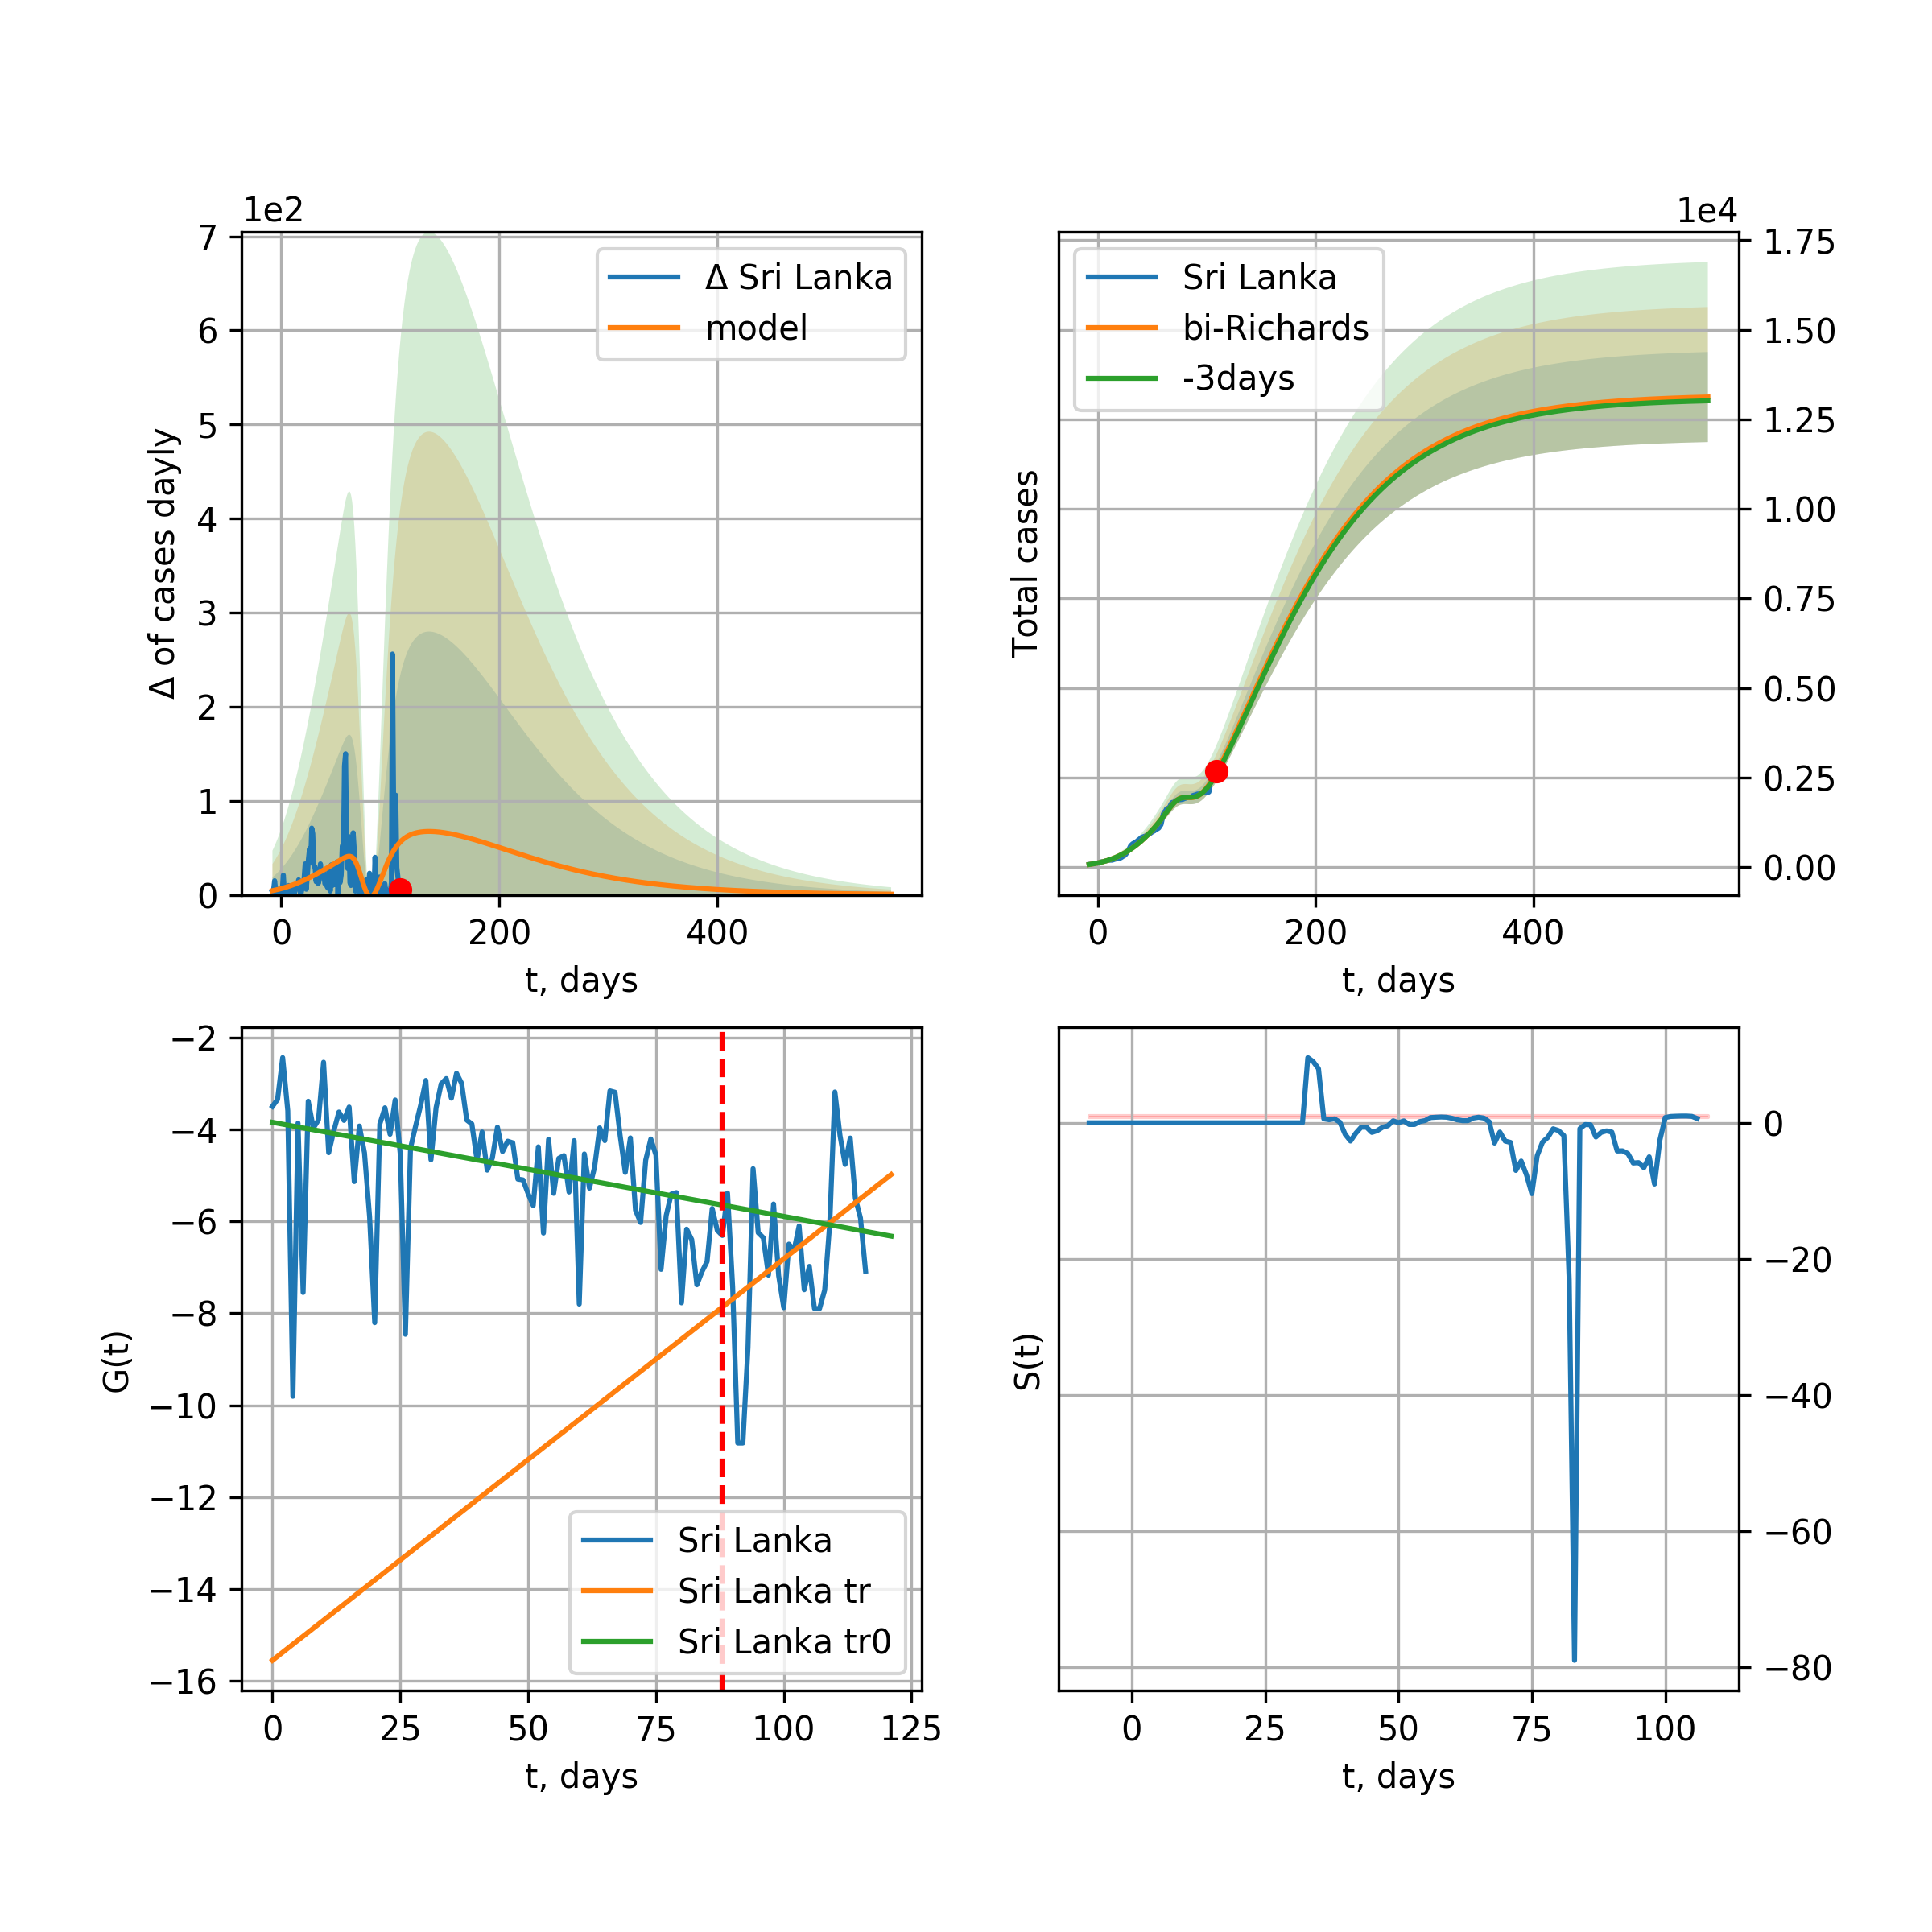 1e2
7
6
5
4
3
2
1
0
Δ of cases dayly
Δ Sri Lanka
model
0 200 400
t, days
1e4
1.75
1.50
1.25
1.00
0.75
0.50
0.25
0.00
Total cases
Sri Lanka
bi-Richards
-3days
0 200 400
t, days
−2
−4
−6
−8
−10
−12
−14
−16
G(t)
Sri Lanka
Sri Lanka tr
Sri Lanka tr0
0 25 50 75 100 125
t, days
0
−20
−40
−60
−80
S(t)
0 25 50 75 100
t, days